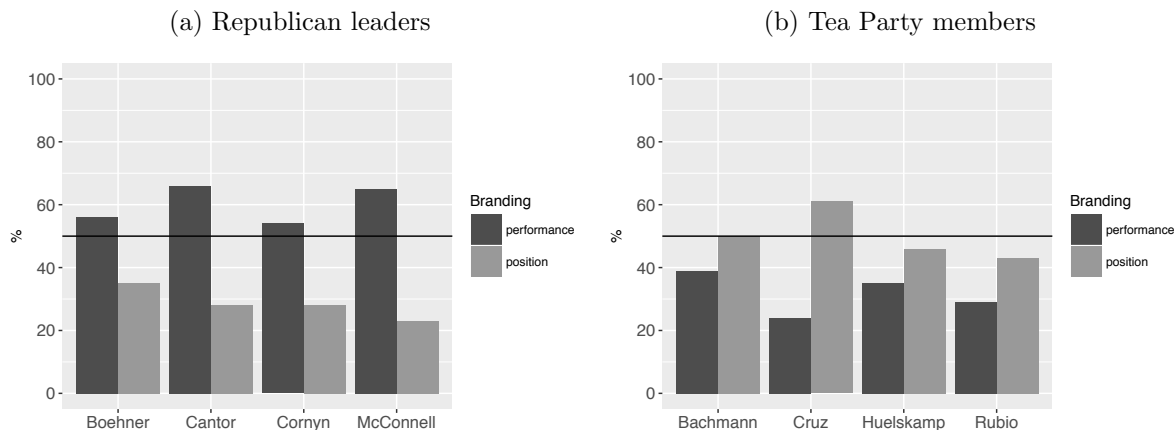 (a) Republican leaders
100
80
60
40
20
0
%
Boehner Cantor Cornyn McConnell
Branding
performance
position
(b) Tea Party members
100
80
60
40
20
0
%
Bachmann Cruz Huelskamp Rubio
Branding
performance
position